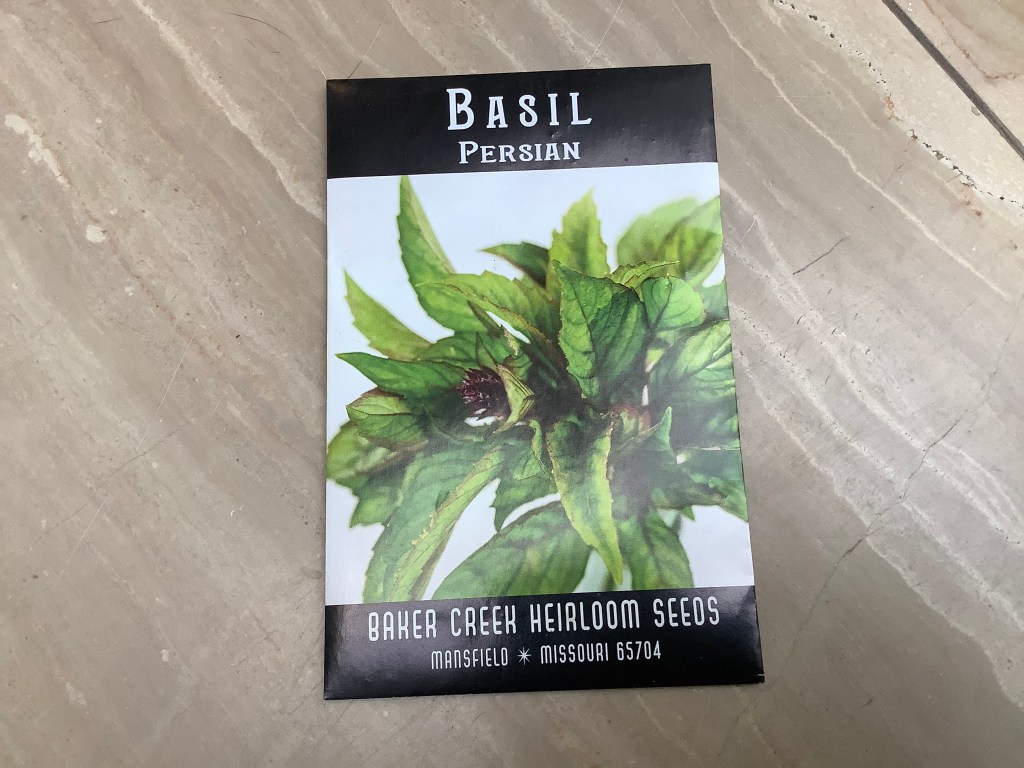 BASIL
PERSIAN
BAKER CREEK HEIRLOOM SEEDS
MANSFIELD ✴ MISSOURI 65704